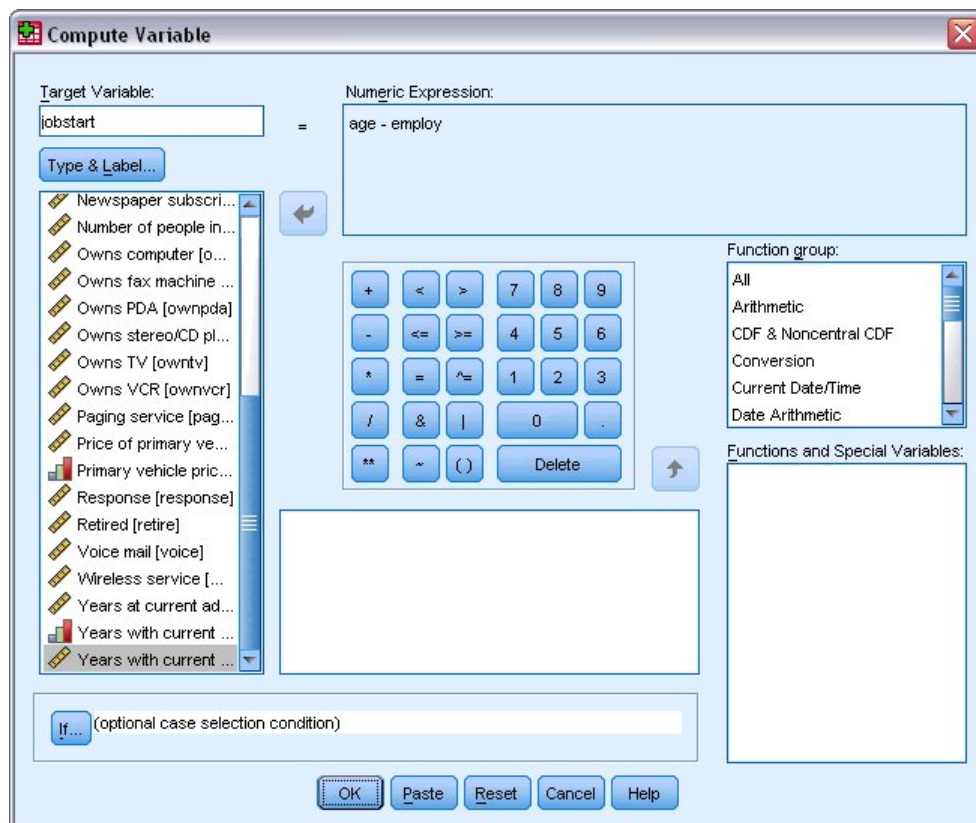 Compute Variable
Target Variable:
jobstart
=
Numeric Expression:
age - employ
Type & Label...
Newspaper subscri...
Number of people in...
Owns computer [o...
Owns fax machine ...
Owns PDA [ownpda]
Owns stereo/CD pl...
Owns TV [owntv]
Owns VCR [ownvcr]
Paging service [pag...
Price of primary ve...
Primary vehicle pric...
Response [response]
Retired [retire]
Voice mail [voice]
Wireless service [...
Years at current ad...
Years with current ...
Years with current ...
+ < > 7 8 9
- <= >= 4 5 6
* = ^= 1 2 3
/ & | 0 .
** ~ ( ) Delete
Function group:
All
Arithmetic
CDF & Noncentral CDF
Conversion
Current Date/Time
Date Arithmetic
Functions and Special Variables:
If... (optional case selection condition)
OK Paste Reset Cancel Help